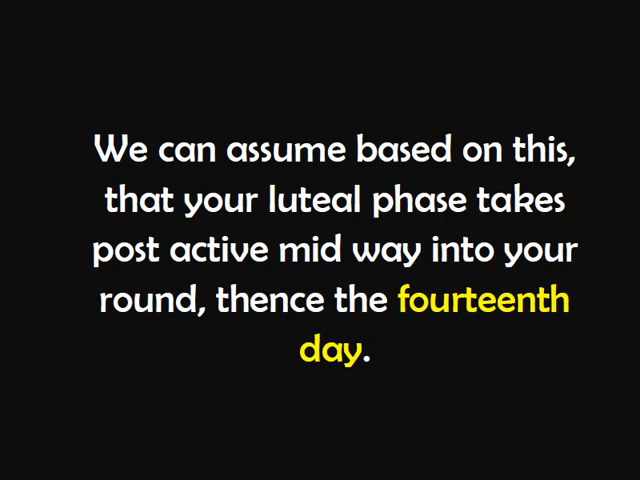 We can assume based on this,
that your luteal phase takes
post active mid way into your
round, thence the fourteenth
day.